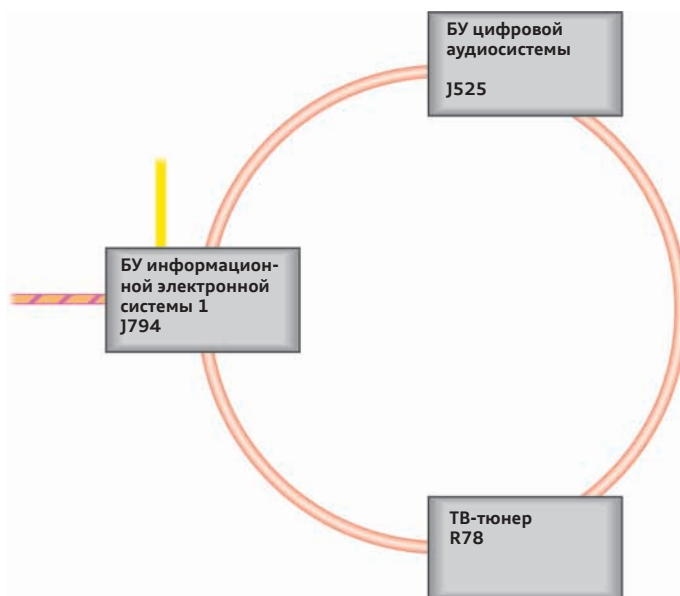 БУ цифровой
аудиосистемы
J525
БУ информацион-
ной электронной
системы 1
J794
ТВ-тюнер
R78